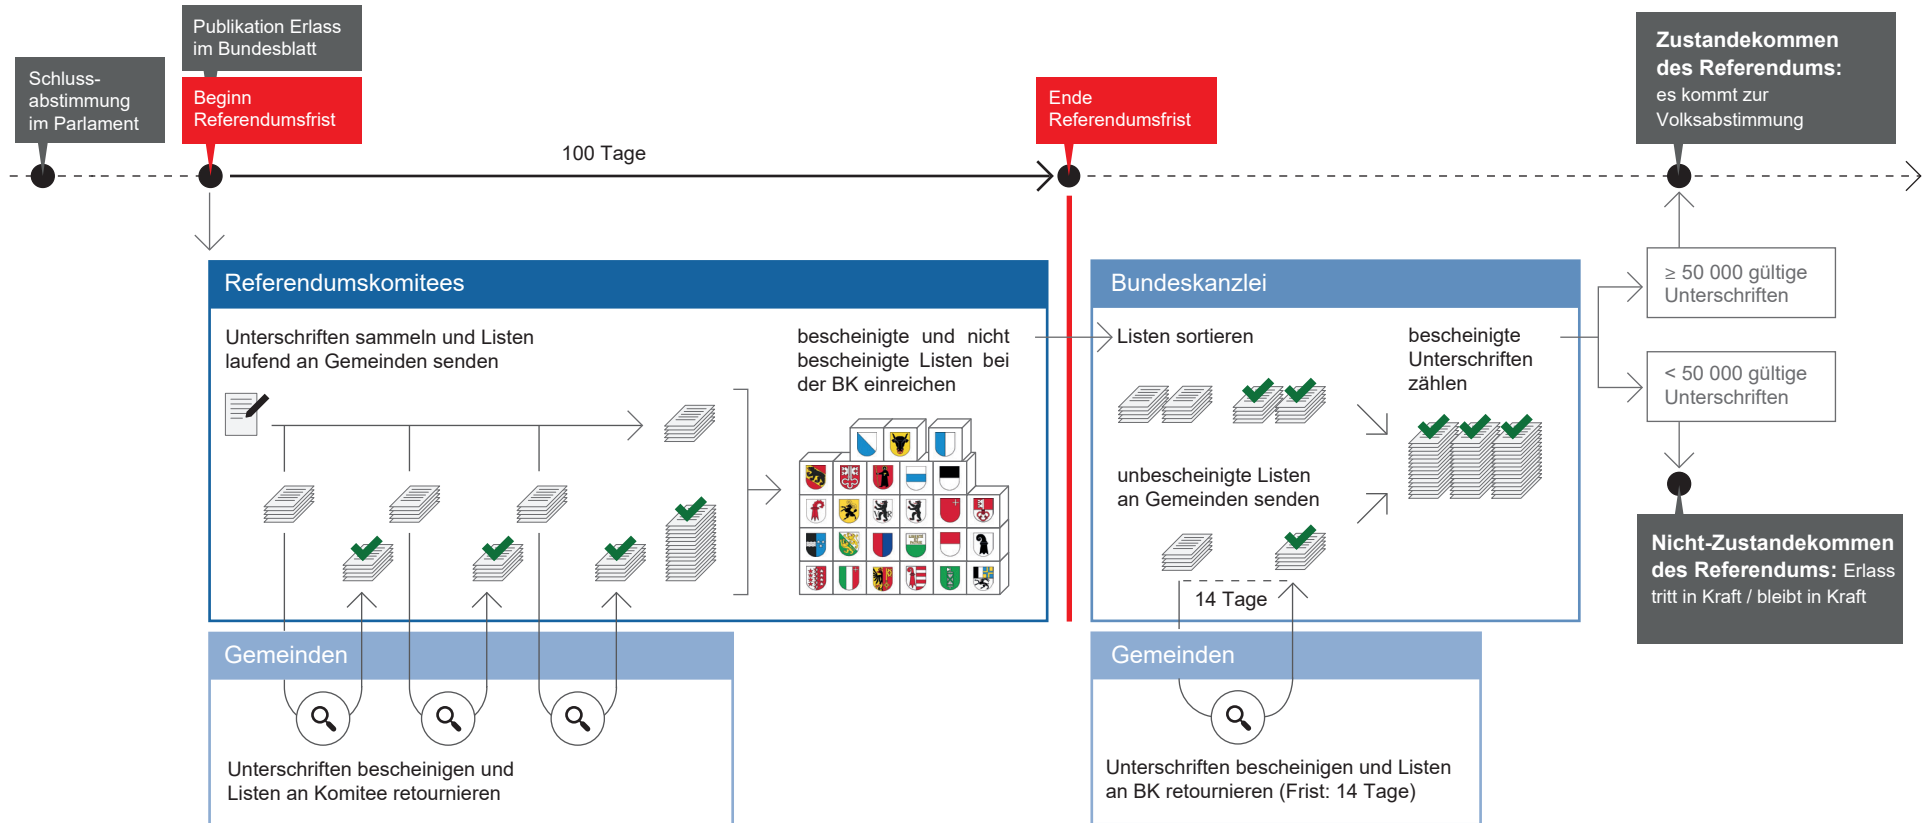 Schluss-
abstimmung
im Parlament
Publikation Erlass
im Bundesblatt
Beginn
Referendumsfrist
100 Tage
Ende
Referendumsfrist
Zustandekommen
des Referendums:
es kommt zur
Volksabstimmung
Referendumskomitees
Unterschriften sammeln und Listen
laufend an Gemeinden senden
bescheinigte und nicht
bescheinigte Listen bei
der BK einreichen
Gemeinden
Unterschriften bescheinigen und
Listen an Komitee retournieren
Bundeskanzlei
Listen sortieren
unbescheinigte Listen
an Gemeinden senden
14 Tage
bescheinigte
Unterschriften
zählen
Gemeinden
Unterschriften bescheinigen und Listen
an BK retournieren (Frist: 14 Tage)
≥ 50 000 gültige
Unterschriften
< 50 000 gültige
Unterschriften
Nicht-Zustandekommen
des Referendums: Erlass
tritt in Kraft / bleibt in Kraft